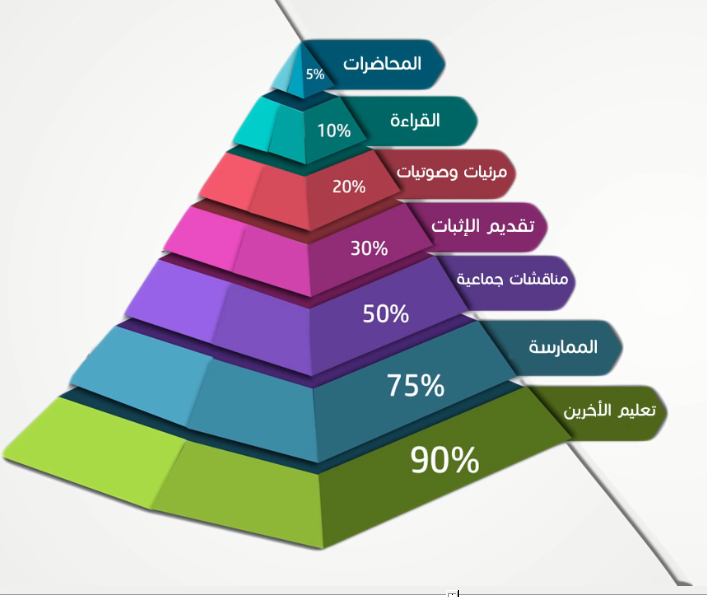 المحاضرات
5%
القراءة
10%
مرئيات وصوتيات
20%
تقديم الإثبات
30%
مناقشات جماعية
50%
الممارسة
75%
تعليم الأخرين
90%